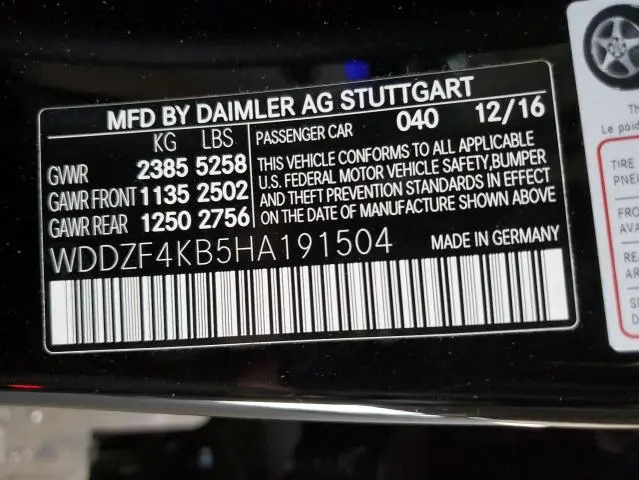 MFD BY DAIMLER AG STUTTGART
KG LBS PASSENGER CAR 040 12/16
GVWR 2385 5258
GAWR FRONT 1135 2502
GAWR REAR 1250 2756
THIS VEHICLE CONFORMS TO ALL APPLICABLE
U.S. FEDERAL MOTOR VEHICLE SAFETY,BUMPER
AND THEFT PREVENTION STANDARDS IN EFFECT
ON THE DATE OF MANUFACTURE SHOWN ABOVE
WDDZF4KB5HA191504 MADE IN GERMANY
Le
TIRE